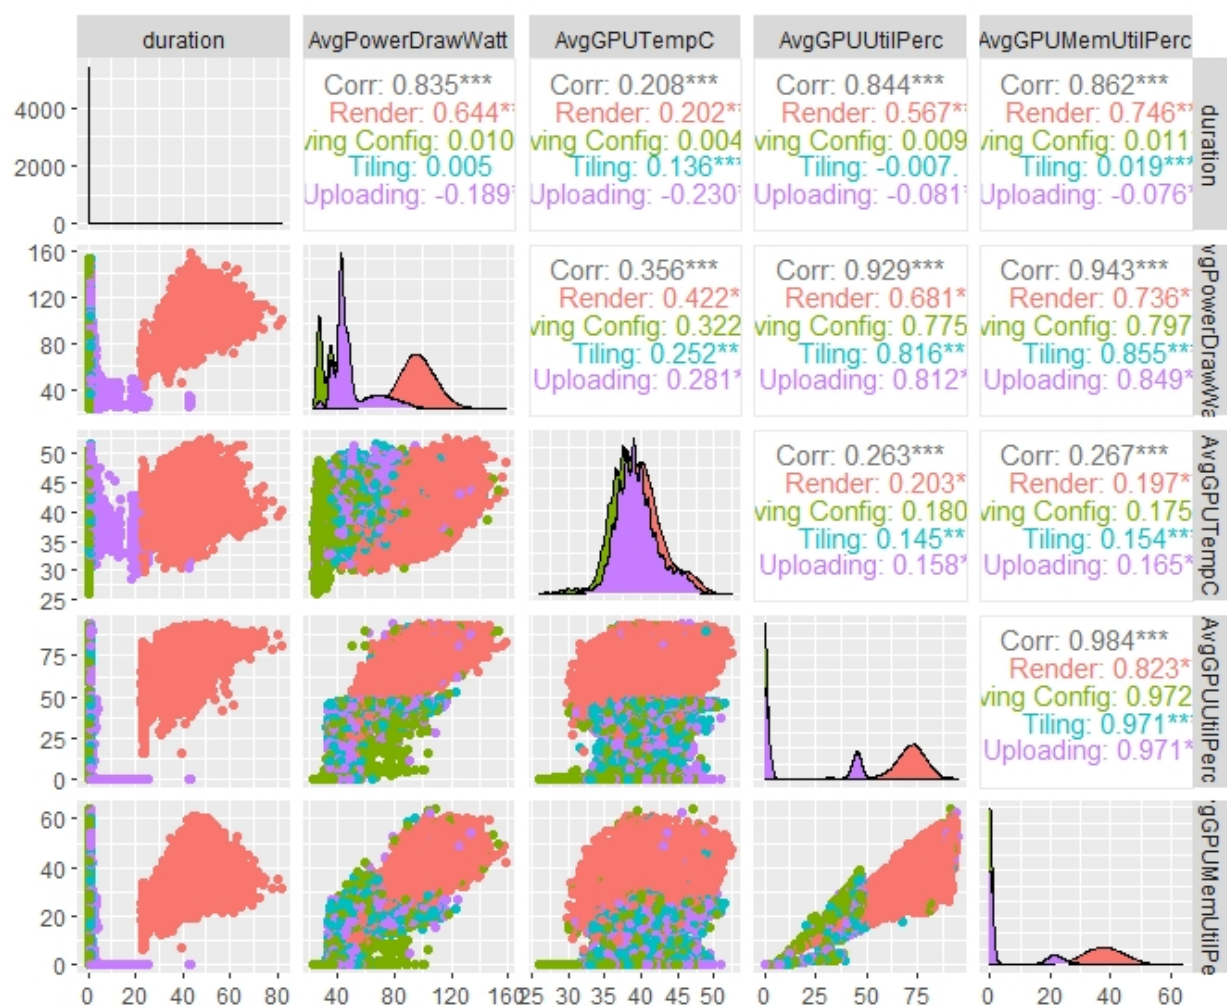 duration AvgPowerDrawWatt AvgGPUTempC AvgGPUUtilPerc AvgGPUMemUtilPerc
Corr: 0.835*** Corr: 0.208*** Corr: 0.844*** Corr: 0.862***
Render: 0.644** Render: 0.202** Render: 0.567** Render: 0.746**
ving Config: 0.010 ving Config: 0.004 ving Config: 0.009 ving Config: 0.011
Tiling: 0.005 Tiling: 0.136*** Tiling: -0.007. Tiling: 0.019***
Uploading: -0.189* Uploading: -0.230* Uploading: -0.081* Uploading: -0.076*
4000
2000
0
duration
Corr: 0.356*** Corr: 0.929*** Corr: 0.943***
Render: 0.422* Render: 0.681* Render: 0.736*
ving Config: 0.322 ving Config: 0.775 ving Config: 0.797
Tiling: 0.252** Tiling: 0.816** Tiling: 0.855***
Uploading: 0.281* Uploading: 0.812* Uploading: 0.849*
160
120
80
40
vgPowerDrawWa
Corr: 0.263*** Corr: 0.267***
Render: 0.203* Render: 0.197*
ving Config: 0.180 ving Config: 0.175
Tiling: 0.145** Tiling: 0.154***
Uploading: 0.158* Uploading: 0.165*
50
45
40
35
30
25
AvgGPUTempC
Corr: 0.984***
Render: 0.823*
ving Config: 0.972
Tiling: 0.971***
Uploading: 0.971*
75
50
25
0
AvgGPUUtilPerc
60
40
20
0
gGPUMemUtilPe
0 20 40 60 80 40 80 120 160 25 30 35 40 45 50 0 25 50 75 0 20 40 60